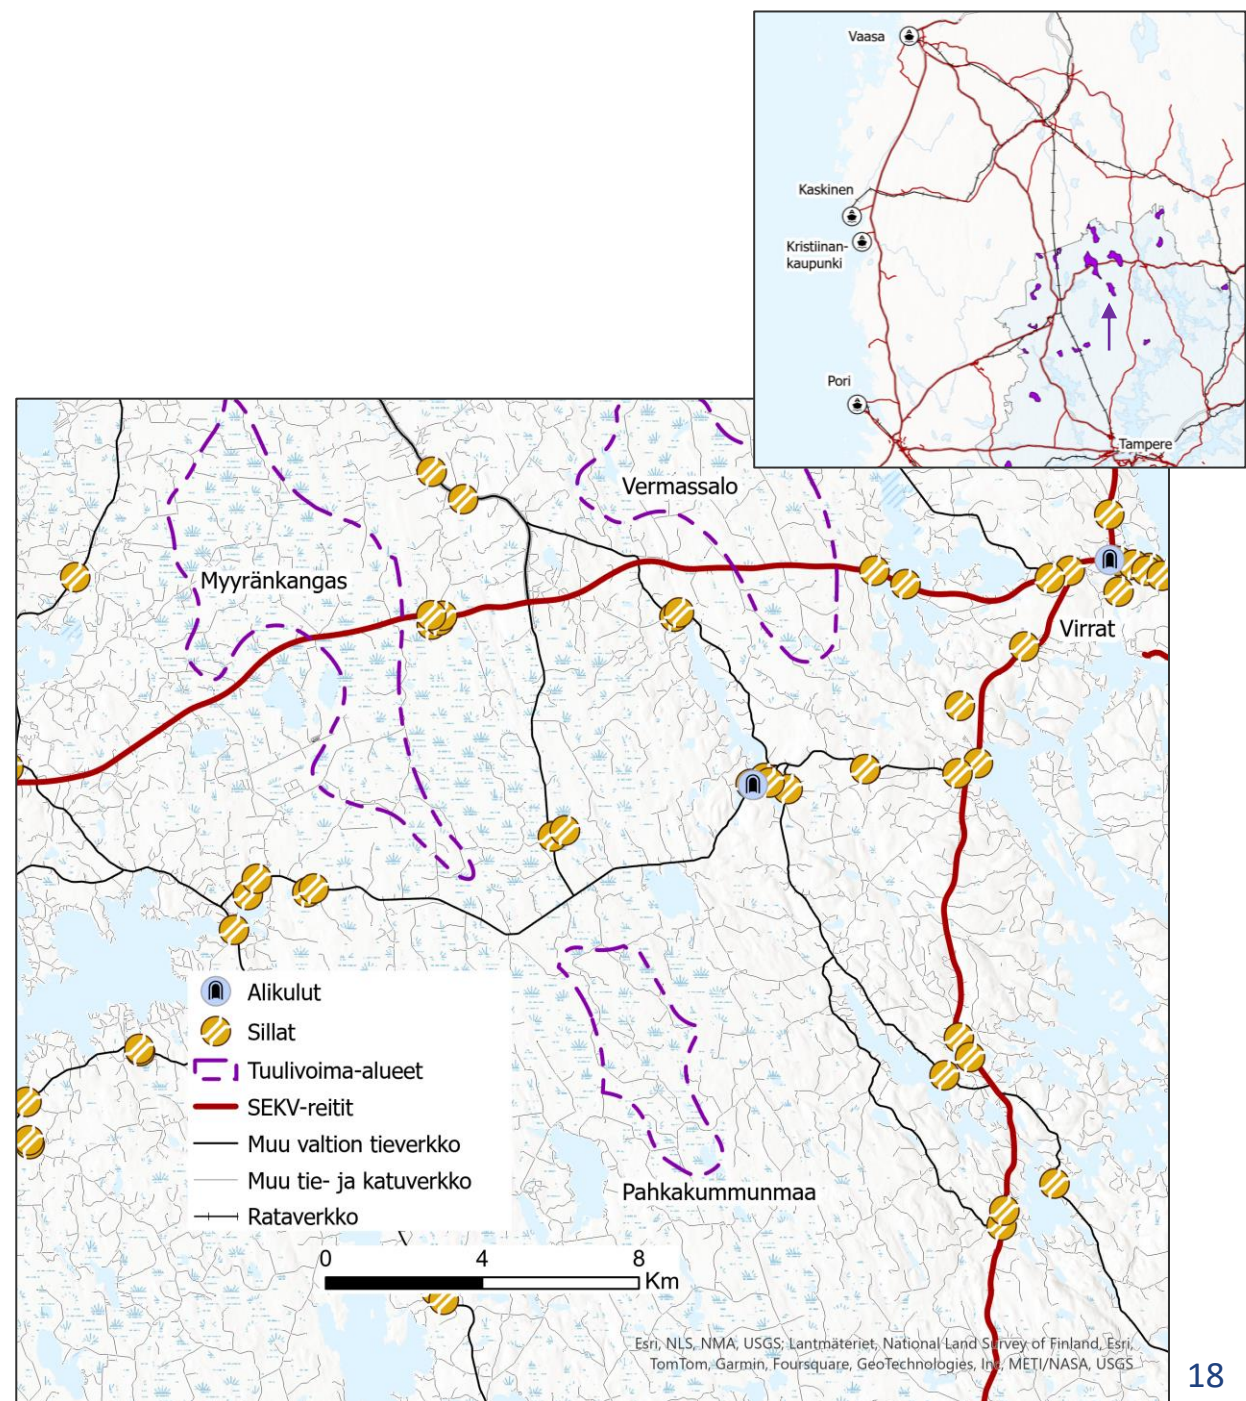 Vaasa
Kaskinen
Kristiinan-
kaupunki
Pori
Tampere
Vermassalo
Myyränkangas
Virrat
Alikulut
Sillat
Tuulivoima-alueet
SEKV-reitit
Muu valtion tieverkko
Muu tie- ja katuverkko
Rataverkko
Pahkakummunmaa
0 4 8
Km
Esri, NLS, NMA, USGS; Lantmäteriet, National Land Survey of Finland, Esri,
TomTom, Garmin, Foursquare, GeoTechnologies, Inc, METI/NASA, USGS
18